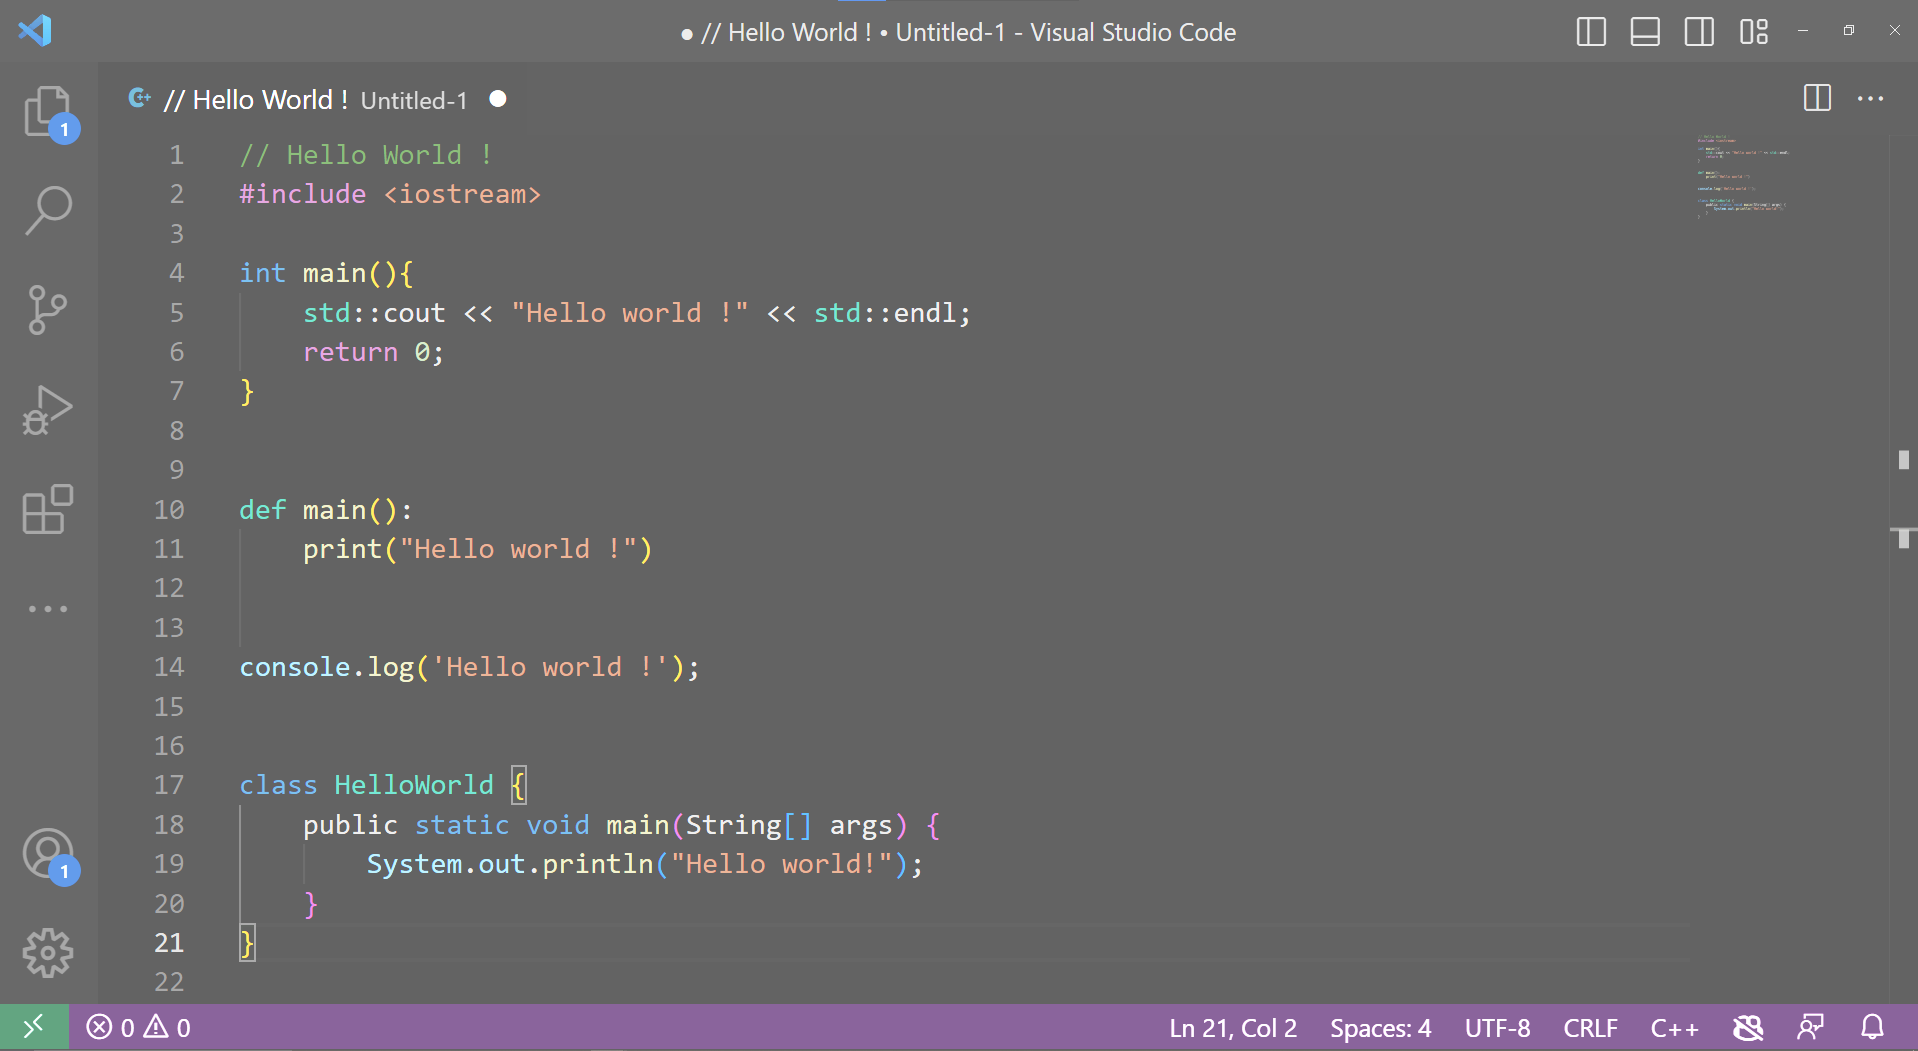 ● // Hello World ! • Untitled-1 - Visual Studio Code
// Hello World ! Untitled-1
1 // Hello World !
2 #include <iostream>
3
4 int main(){
5     std::cout << "Hello world !" << std::endl;
6     return 0;
7 }
8
9
10 def main():
11     print("Hello world !")
12
13
14 console.log('Hello world !');
15
16
17 class HelloWorld {
18     public static void main(String[] args) {
19         System.out.println("Hello world!");
20     }
21 }
22
1
1
0 0 Ln 21, Col 2 Spaces: 4 UTF-8 CRLF C++